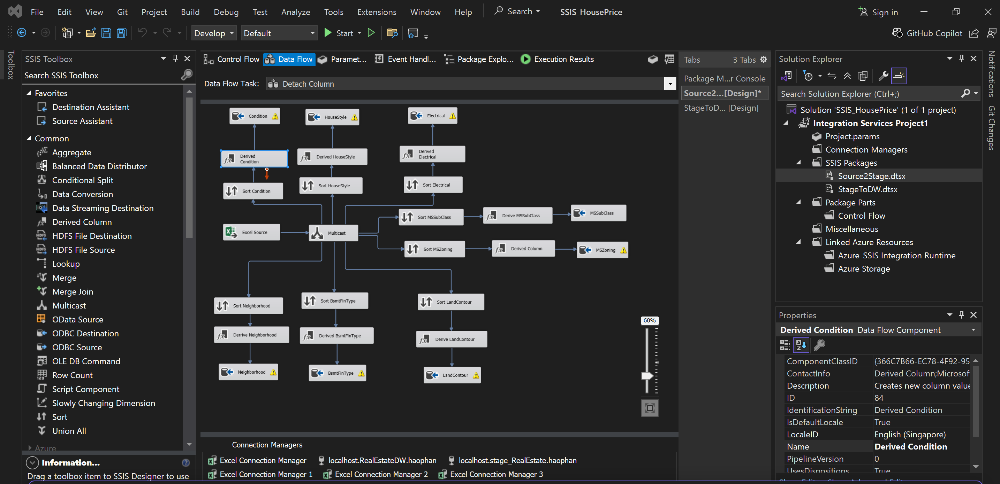 File Edit View Git Project Build Debug Test Analyze Tools Extensions Window Help Search SSIS_HousePrice Sign in
Develop Default Start GitHub Copilot
Toolbox
SSIS Toolbox
Search SSIS Toolbox
Favorites
Destination Assistant
Source Assistant
Common
Aggregate
Balanced Data Distributor
Conditional Split
Data Conversion
Data Streaming Destination
Derived Column
HDFS File Destination
HDFS File Source
Lookup
Merge
Merge Join
Multicast
OData Source
ODBC Destination
ODBC Source
OLE DB Command
Row Count
Script Component
Slowly Changing Dimension
Sort
Union All
Azure
Information...
Drag a toolbox item to SSIS Designer to use
Control Flow Data Flow Paramet... Event Handl... Package Explo... Execution Results
Data Flow Task: Detach Column
Condition
HouseStyle
Electrical
Derived
Condition
Derived HouseStyle
Derived
Electrical
Sort Condition
Sort HouseStyle
Sort Electrical
Sort MSSubClass
Derive MSSubClass
MSSubClass
Excel Source
Multicast
Sort MSZoning
Derived Column
MSZoning
Sort Neighborhood
Sort BsmtFinType
Sort LandContour
Derrive Neighborhood
Derived BsmtFinType
Derive LandContour
Neighborhood
BsmtFinType
LandContour
60%
Connection Managers
Excel Connection Manager localhost.RealEstateDW.haophan localhost.stage_RealEstate.haophan
Excel Connection Manager 1 Excel Connection Manager 2 Excel Connection Manager 3
Tabs 3 Tabs
Package M...r Console
Source2...[Design]*
StageToD... [Design]
Solution Explorer
Search Solution Explorer (Ctrl+;)
Solution 'SSIS_HousePrice' (1 of 1 project)
Integration Services Project1
Project.params
Connection Managers
SSIS Packages
Source2Stage.dtsx
StageToDW.dtsx
Package Parts
Control Flow
Miscellaneous
Linked Azure Resources
Azure-SSIS Integration Runtime
Azure Storage
Properties
Derived Condition Data Flow Component
ComponentClassID {366C7B66-EC78-4F92-95
ContactInfo Derived Column;Microsof
Description Creates new column value
ID 84
IdentificationString Derived Condition
IsDefaultLocale True
LocaleID English (Singapore)
Name Derived Condition
PipelineVersion 0
UsesDispositions True
Notifications
Git Changes